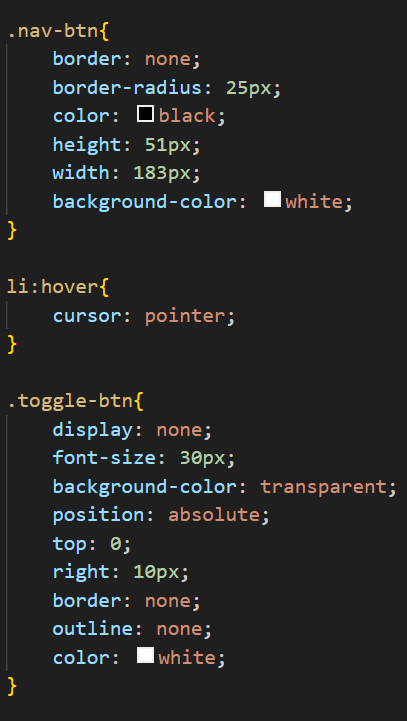 .nav-btn{
    border: none;
    border-radius: 25px;
    color: black;
    height: 51px;
    width: 183px;
    background-color: white;
}

li:hover{
    cursor: pointer;
}

.toggle-btn{
    display: none;
    font-size: 30px;
    background-color: transparent;
    position: absolute;
    top: 0;
    right: 10px;
    border: none;
    outline: none;
    color: white;
}